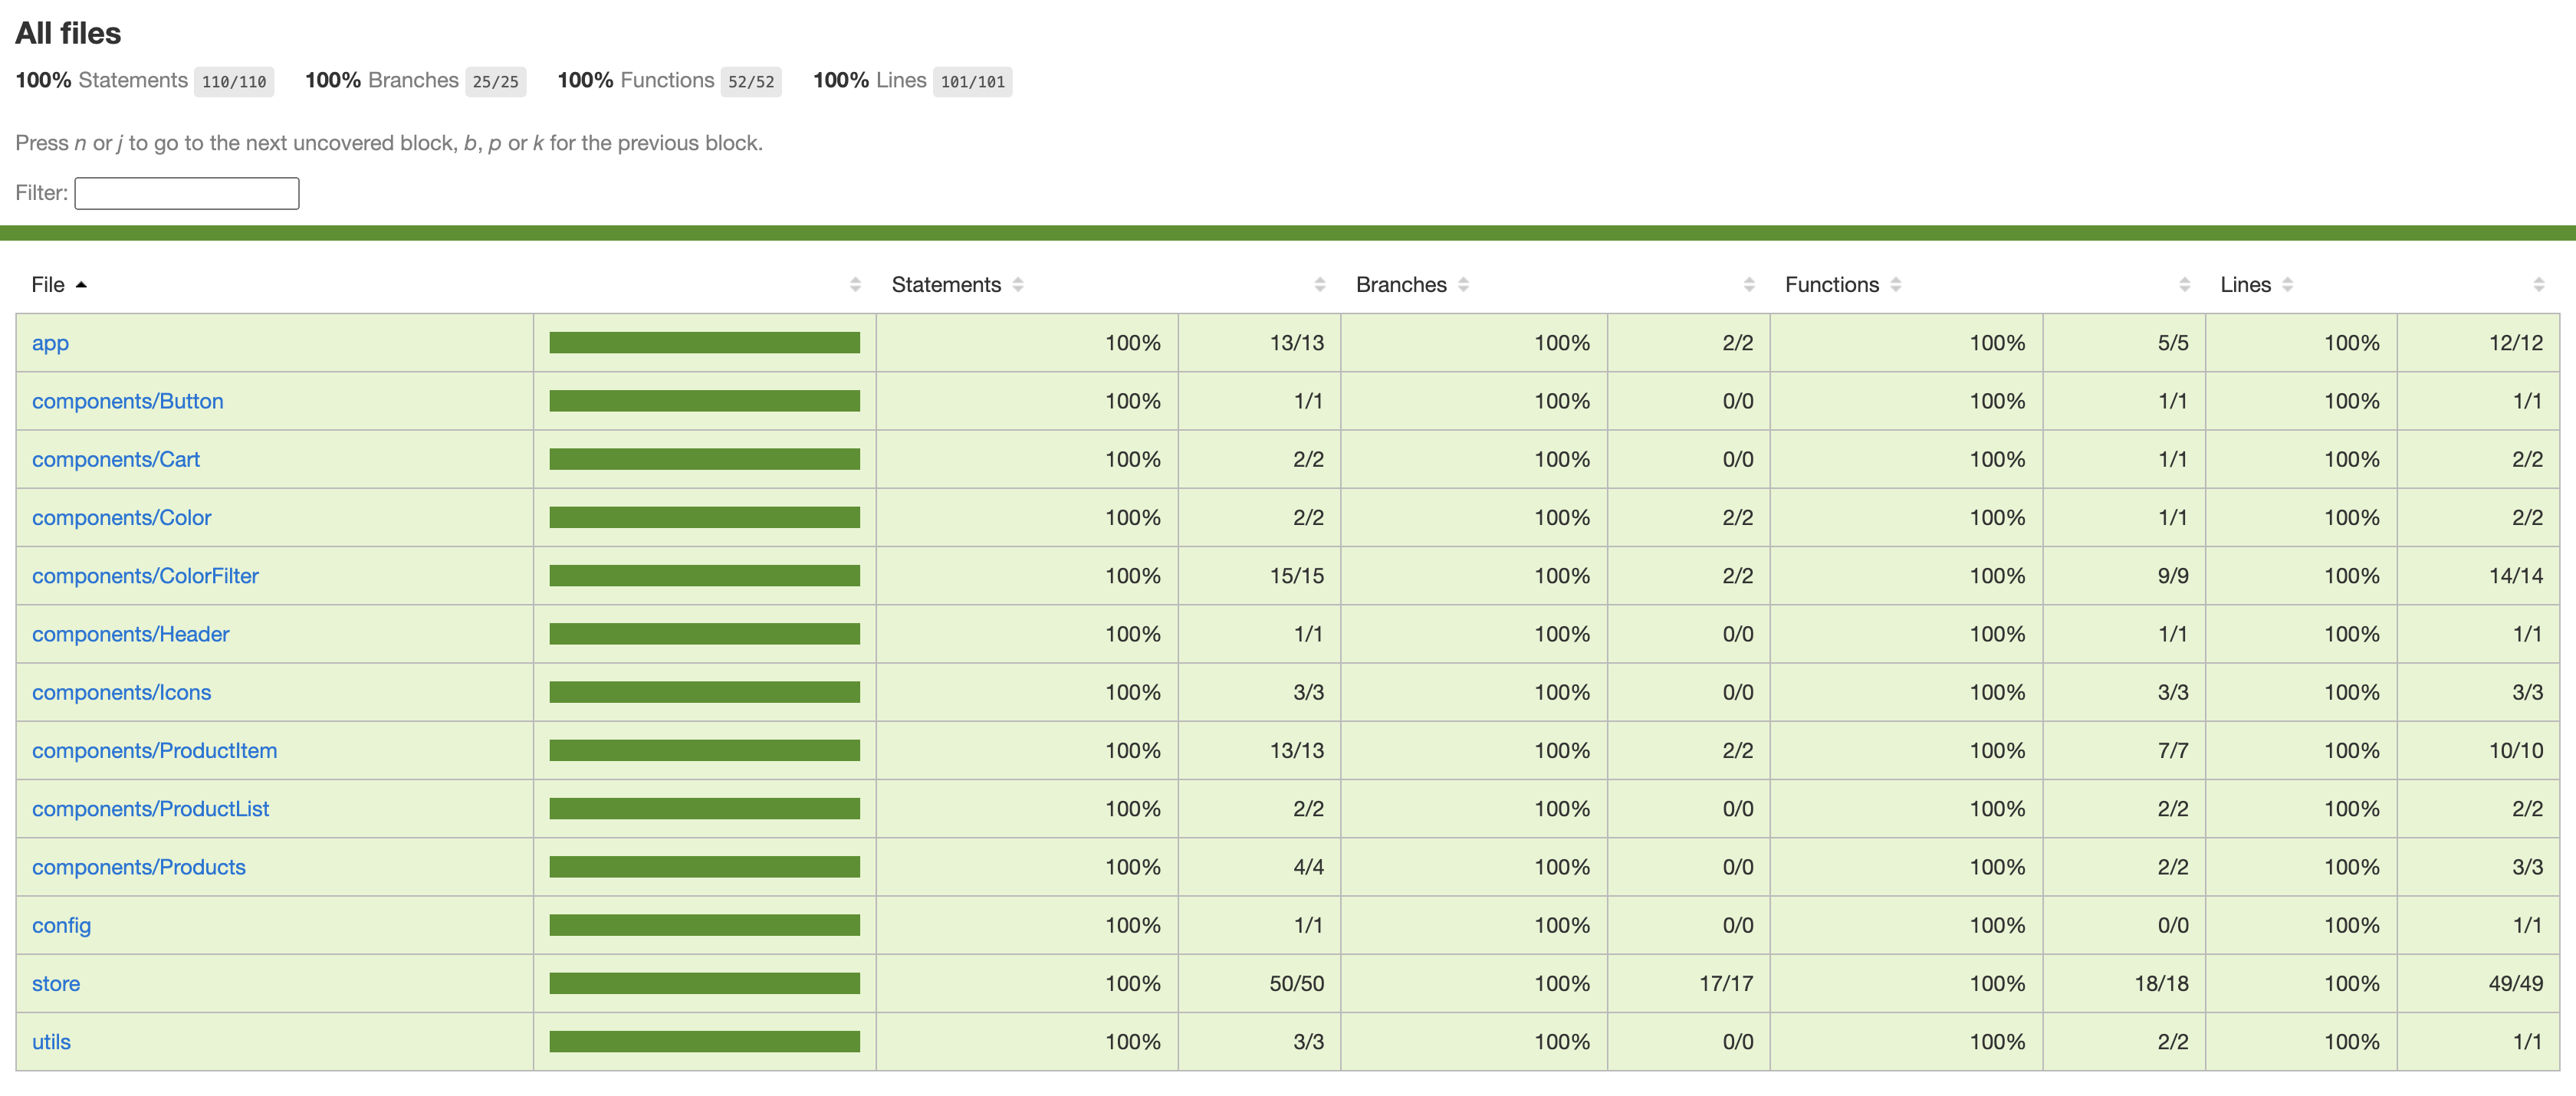 All files
100% Statements 110/110 100% Branches 25/25 100% Functions 52/52 100% Lines 101/101
Press n or j to go to the next uncovered block, b, p or k for the previous block.
Filter:
File Statements Branches Functions Lines
app 100% 13/13 100% 2/2 100% 5/5 100% 12/12
components/Button 100% 1/1 100% 0/0 100% 1/1 100% 1/1
components/Cart 100% 2/2 100% 0/0 100% 1/1 100% 2/2
components/Color 100% 2/2 100% 2/2 100% 1/1 100% 2/2
components/ColorFilter 100% 15/15 100% 2/2 100% 9/9 100% 14/14
components/Header 100% 1/1 100% 0/0 100% 1/1 100% 1/1
components/Icons 100% 3/3 100% 0/0 100% 3/3 100% 3/3
components/ProductItem 100% 13/13 100% 2/2 100% 7/7 100% 10/10
components/ProductList 100% 2/2 100% 0/0 100% 2/2 100% 2/2
components/Products 100% 4/4 100% 0/0 100% 2/2 100% 3/3
config 100% 1/1 100% 0/0 100% 0/0 100% 1/1
store 100% 50/50 100% 17/17 100% 18/18 100% 49/49
utils 100% 3/3 100% 0/0 100% 2/2 100% 1/1